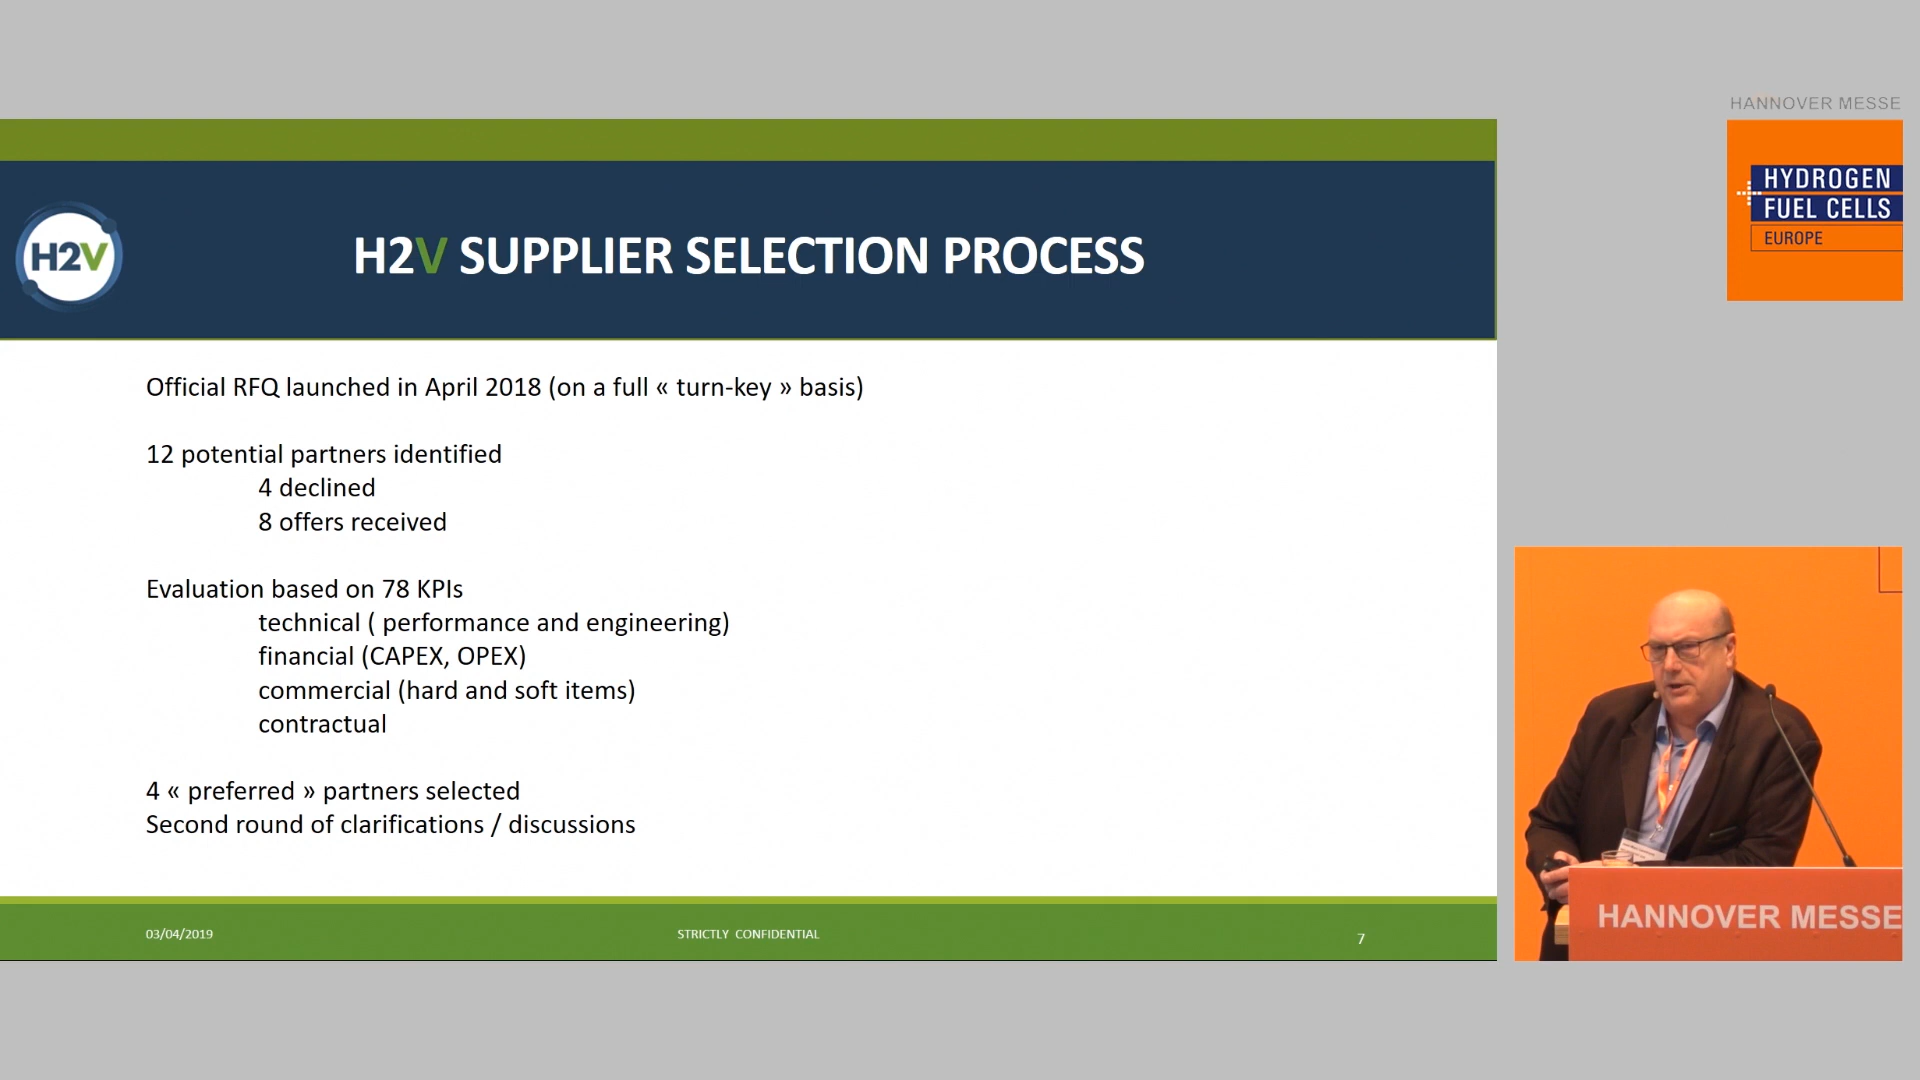 HANNOVER MESSE
HYDROGEN
FUEL CELLS
EUROPE
H2V
H2V SUPPLIER SELECTION PROCESS
Official RFQ launched in April 2018 (on a full « turn-key » basis)
12 potential partners identified
4 declined
8 offers received
Evaluation based on 78 KPIs
technical ( performance and engineering)
financial (CAPEX, OPEX)
commercial (hard and soft items)
contractual
4 « preferred » partners selected
Second round of clarifications / discussions
03/04/2019
STRICTLY CONFIDENTIAL
7
HANNOVER MESSE